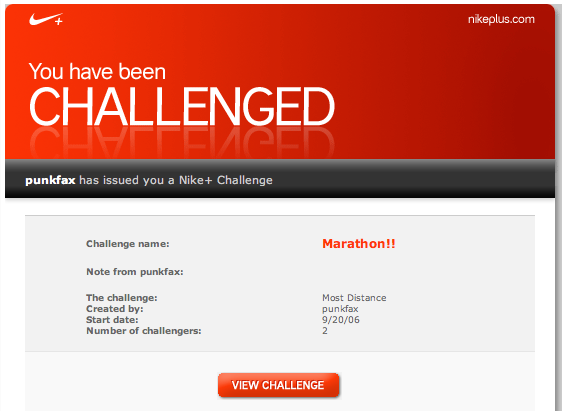 nikeplus.com
You have been
CHALLENGED
punkfax has issued you a Nike+ Challenge
Challenge name: Marathon!!
Note from punkfax:
The challenge: Most Distance
Created by: punkfax
Start date: 9/20/06
Number of challengers: 2
VIEW CHALLENGE